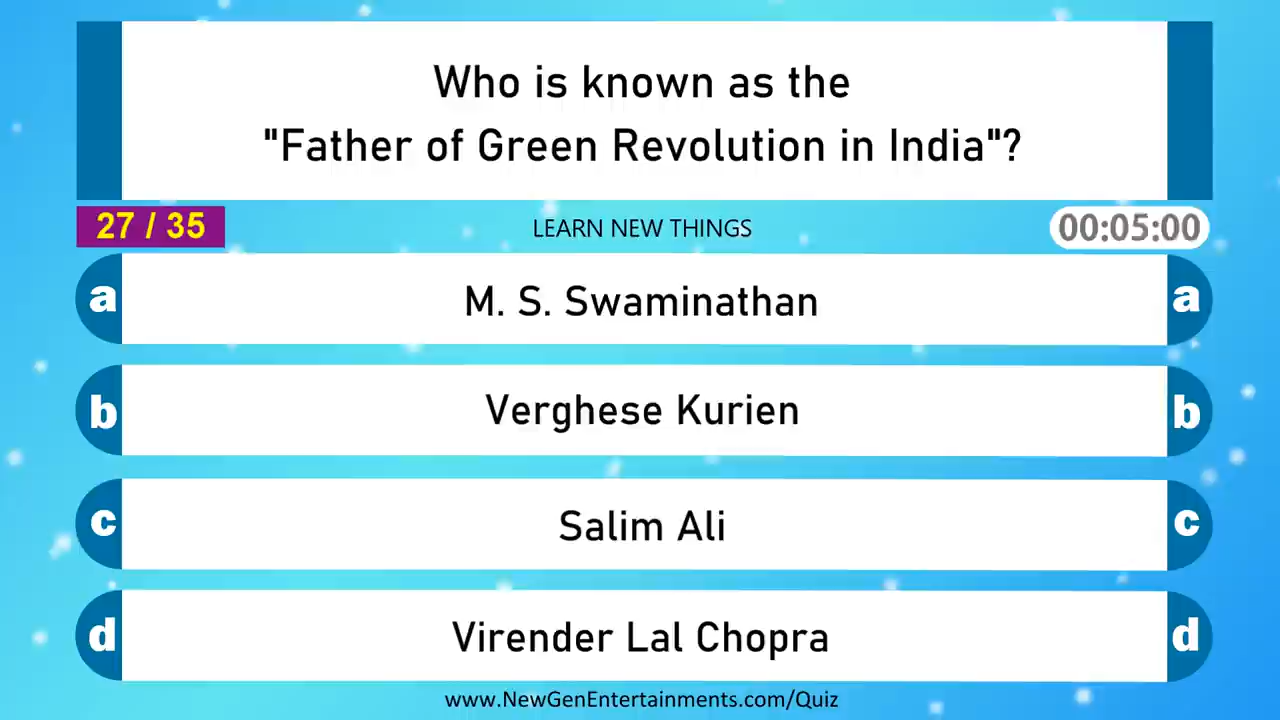 Who is known as the
"Father of Green Revolution in India"?
27 / 35
LEARN NEW THINGS
00:05:00
a M. S. Swaminathan a
b Verghese Kurien b
c Salim Ali c
d Virender Lal Chopra d
www.NewGenEntertainments.com/Quiz